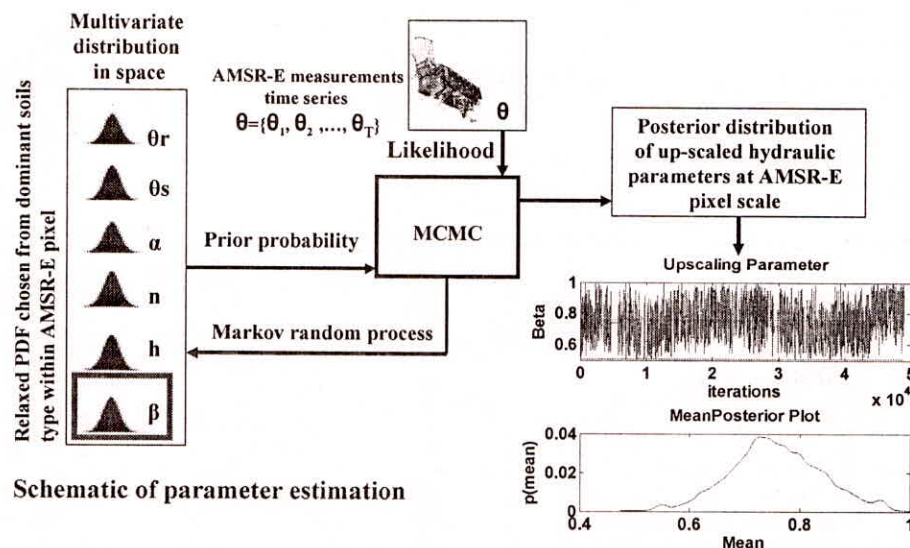 Multivariate
distribution
in space
Relaxed PDF chosen from dominant soils
type within AMSR-E pixel
θr
θs
α
n
h
β
AMSR-E measurements
time series
θ={θ1, θ2 ,..., θT}
θ
Likelihood
Prior probability
MCMC
Markov random process
Posterior distribution
of up-scaled hydraulic
parameters at AMSR-E
pixel scale
Upscaling Parameter
Beta
1
0.8
0.6
0 1 2 3 4 5
iterations
x 10^4
MeanPosterior Plot
p(mean)
0.04
0.02
0
0.4 0.6 0.8 1
Mean
Schematic of parameter estimation